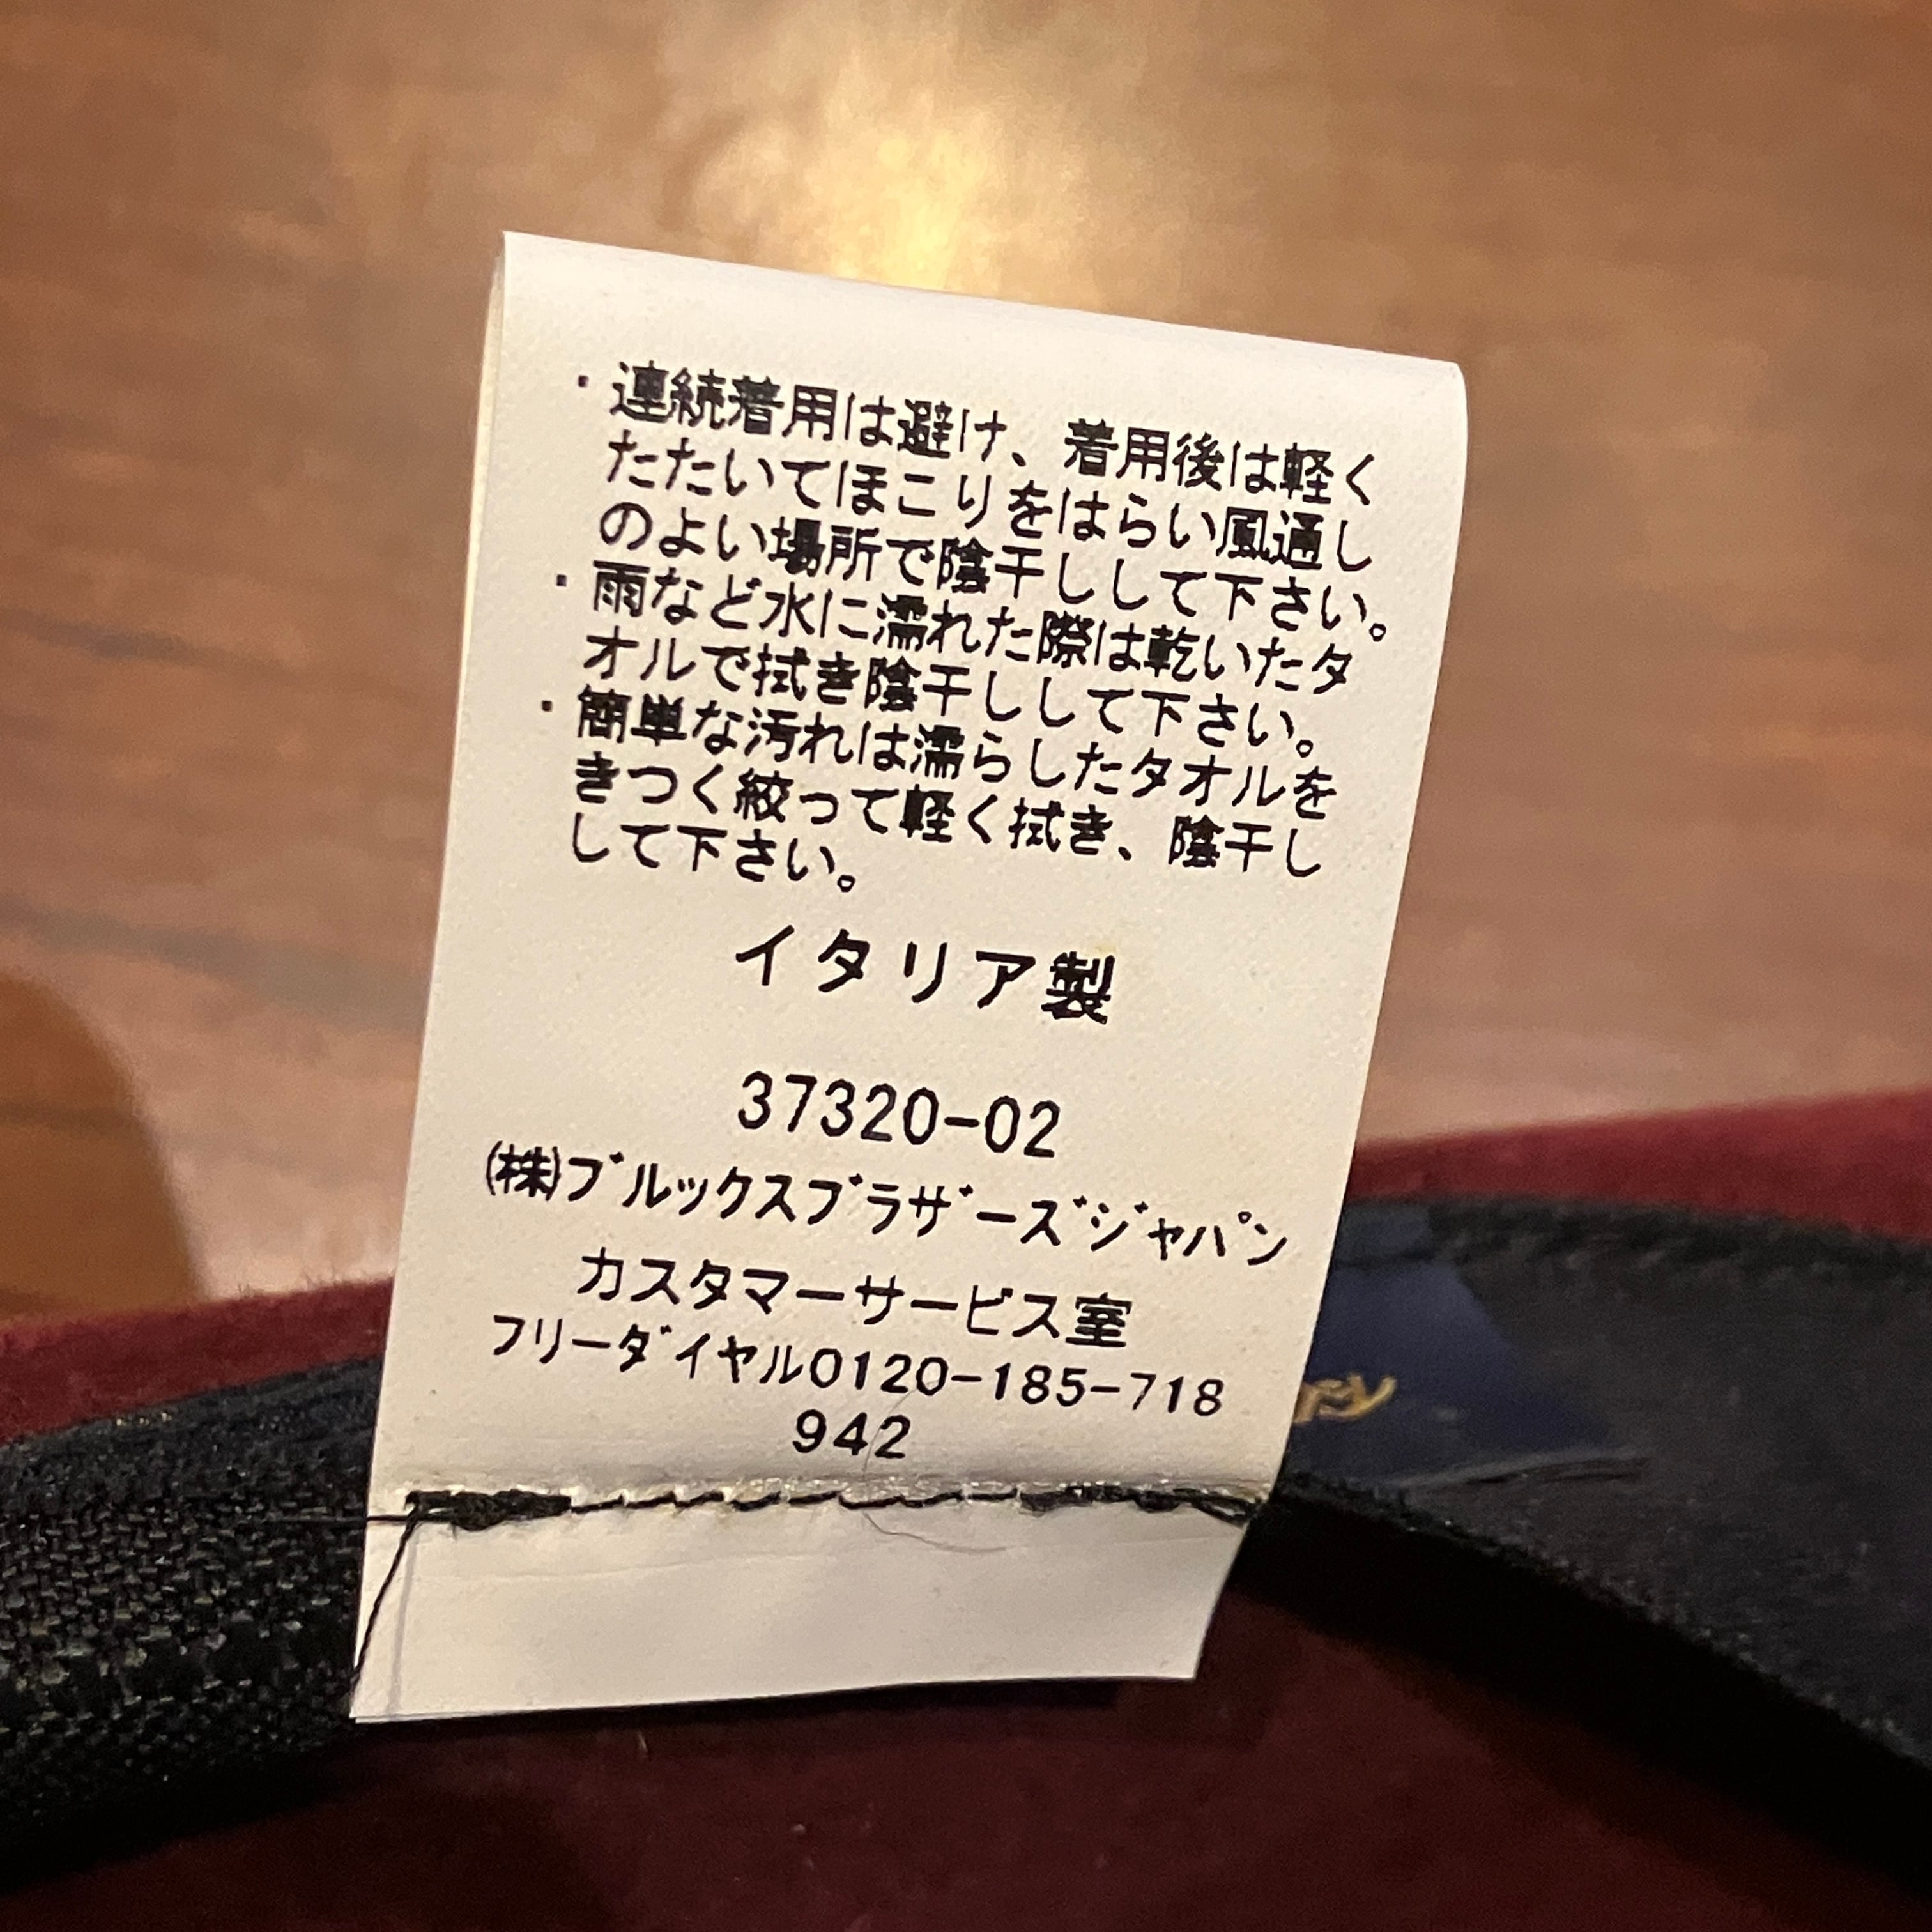 ・連続着用は避け、着用後は軽く
たたいてほこりをはらい風通し
のよい場所で陰干しして下さい。
・雨など水に濡れた際は乾いたタ
オルで拭き陰干しして下さい。
・簡単な汚れは濡らしたタオルを
きつく絞って軽く拭き、陰干し
して下さい。
イタリア製
37320-02
㈱ブルックスブラザーズジャパン
カスタマーサービス室
フリーダイヤル0120-185-718
942